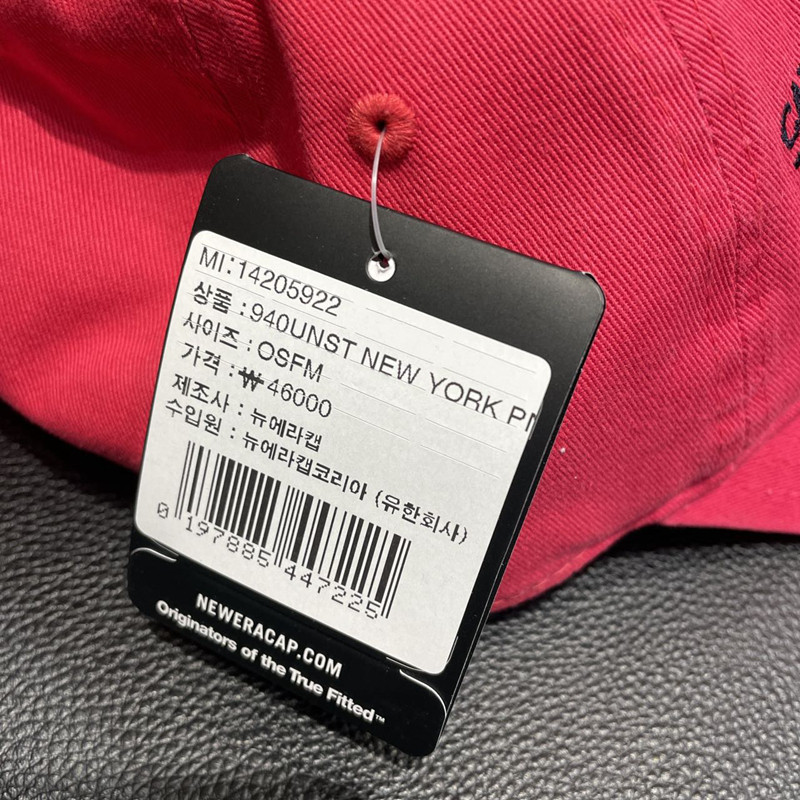 MI:14205922
상품 :940UNST NEW YORK
사이즈 : OSFM
가격 : ₩46000
제조사 : 뉴에라캡
수입원 : 뉴에라캡코리아 (유한회사)
0 197885 447225
NEWERACAP.COM
Originators of the True Fitted™